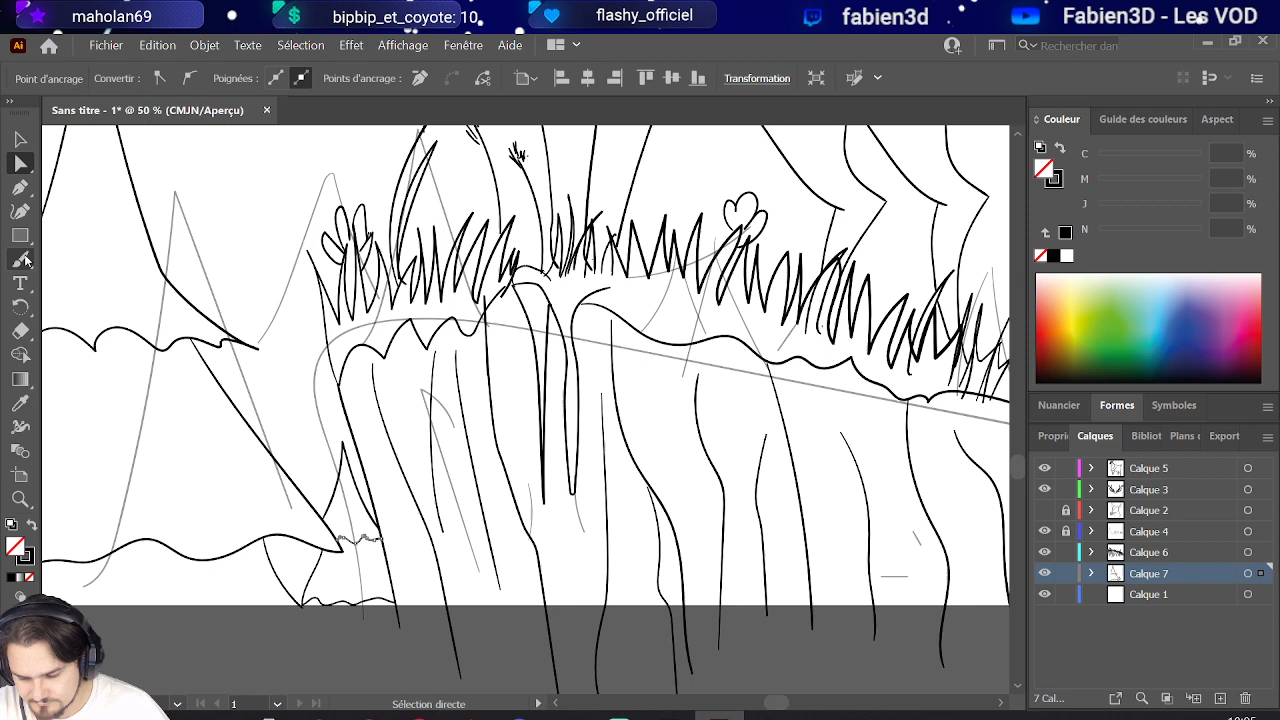 maholan69
bipbip_et_coyote: 10
flashy_officiel
fabien3d
Fabien3D - Les VOD
Ai
Fichier Edition Objet Texte Sélection Effet Affichage Fenêtre Aide
Rechercher dan
Point d'ancrage Convertir : Poignées : Points d'ancrage : Transformation
Sans titre - 1* @ 50 % (CMJN/Aperçu) ×
Couleur Guide des couleurs Aspect
C %
M %
J %
N %
Nuancier Formes Symbols
Propri Calques Bibliot Plans c Export
Calque 5
Calque 3
Calque 2
Calque 4
Calque 6
Calque 7
Calque 1
1
Sélection directe
7 Cal...